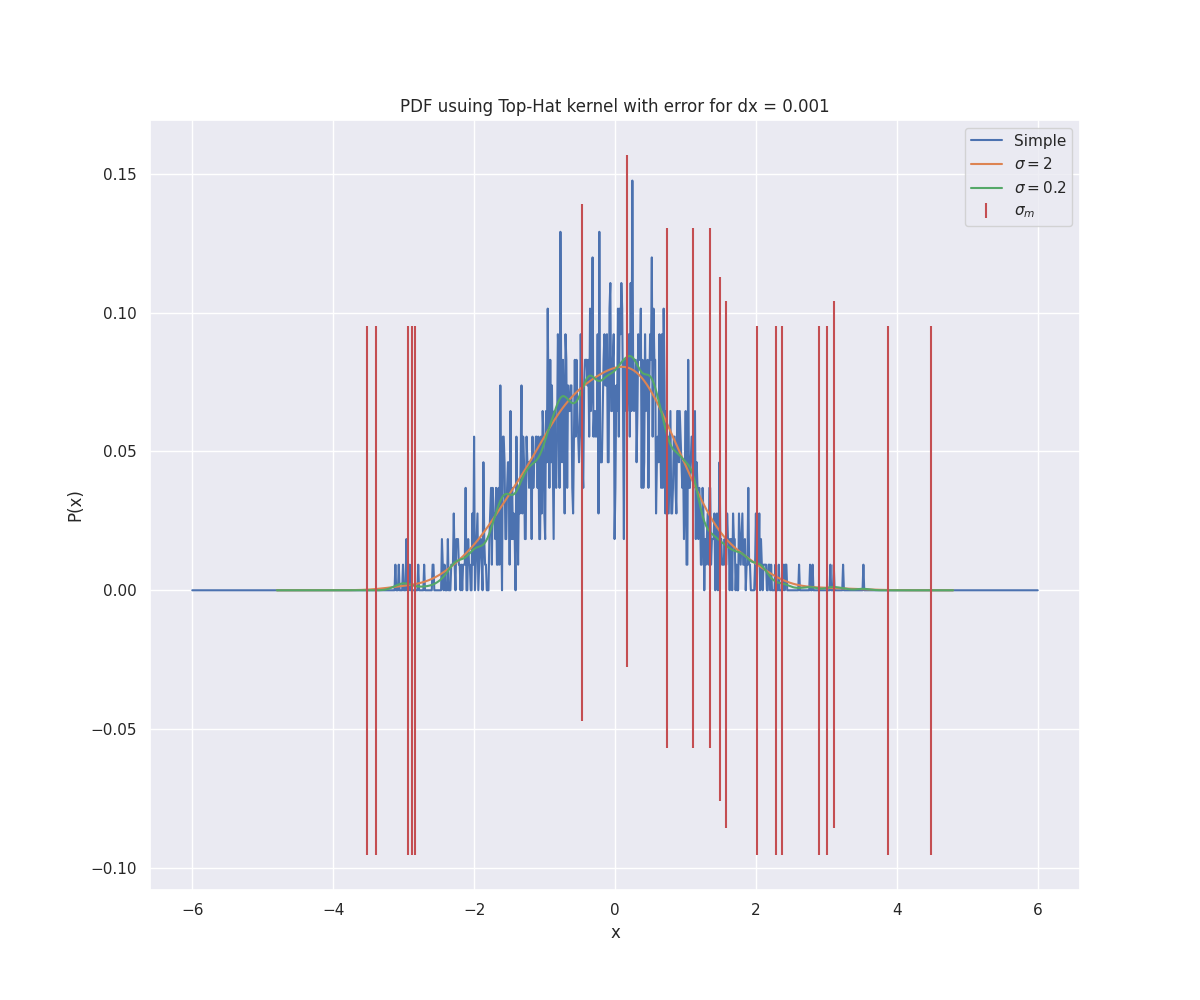 PDF usuing Top-Hat kernel with error for dx = 0.001
Simple
σ = 2
σ = 0.2
σₘ
P(x)
0.15
0.10
0.05
0.00
−0.05
−0.10
−6 −4 −2 0 2 4 6
x